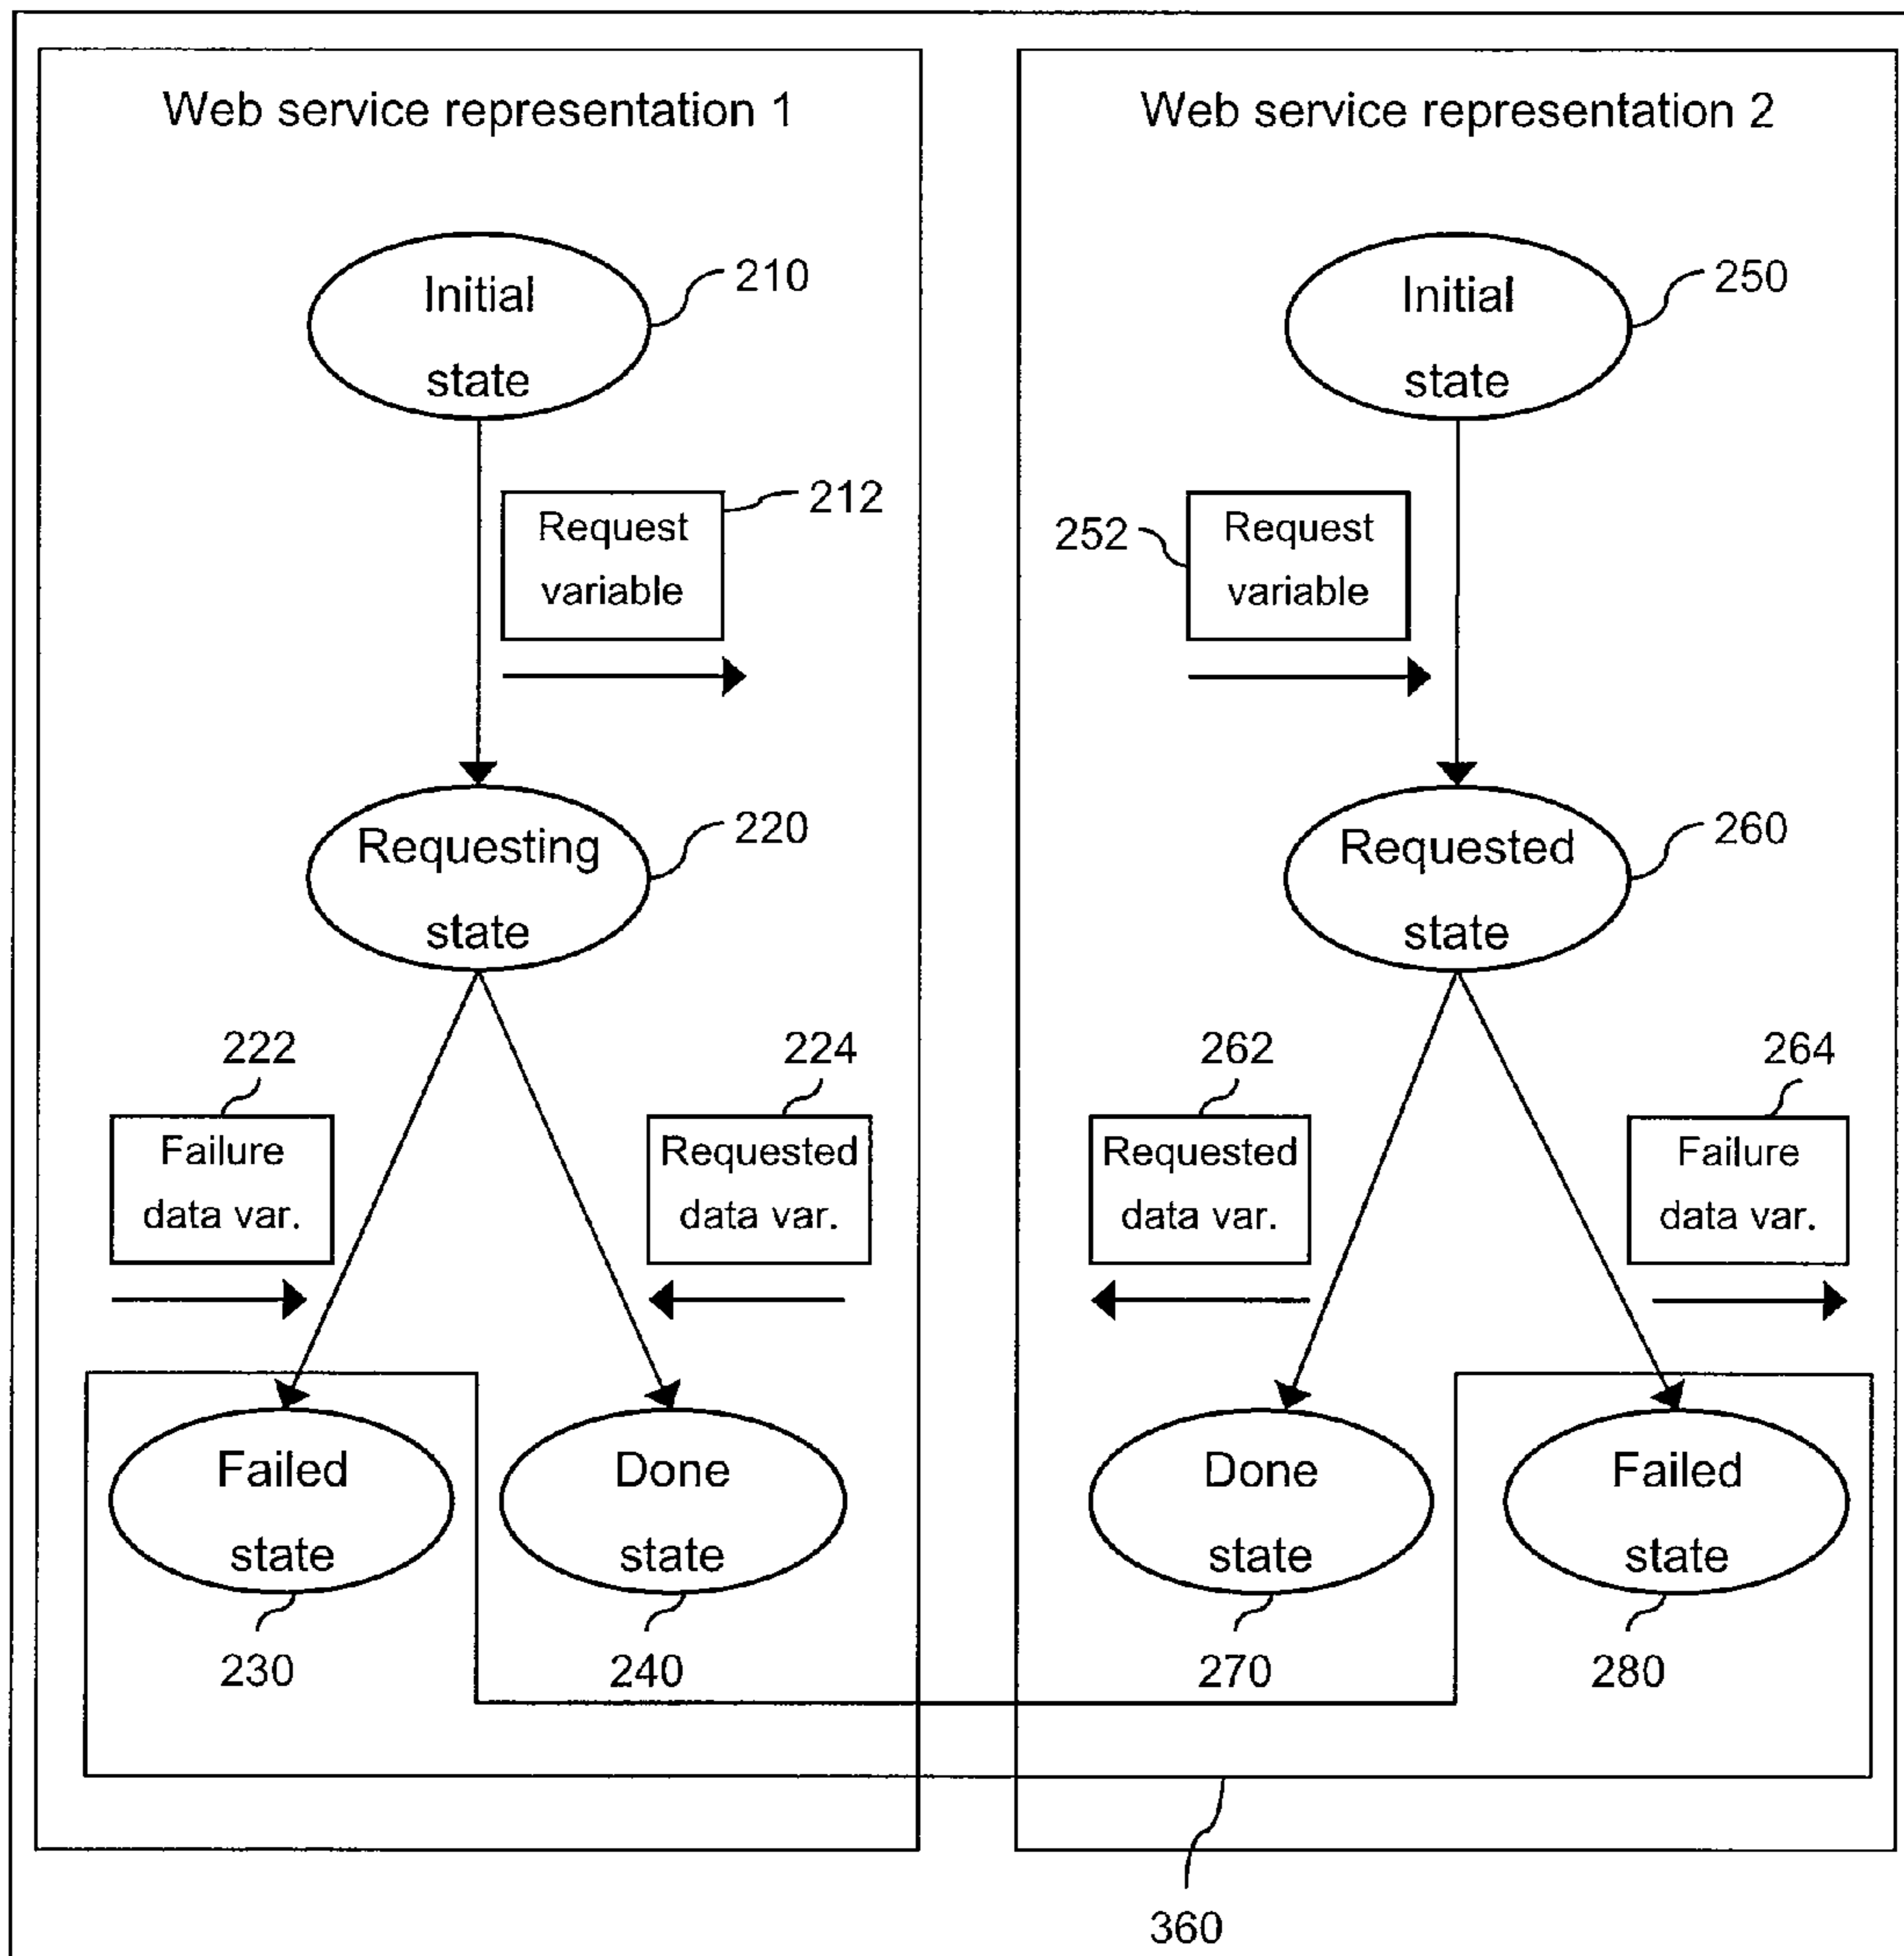 Web service representation 1
Initial
state
210
Request
variable
212
Requesting
state
220
222
Failure
data var.
224
Requested
data var.
Failed
state
230
Done
state
240
Web service representation 2
Initial
state
250
252
Request
variable
Requested
state
260
262
Requested
data var.
264
Failure
data var.
Done
state
270
Failed
state
280
360